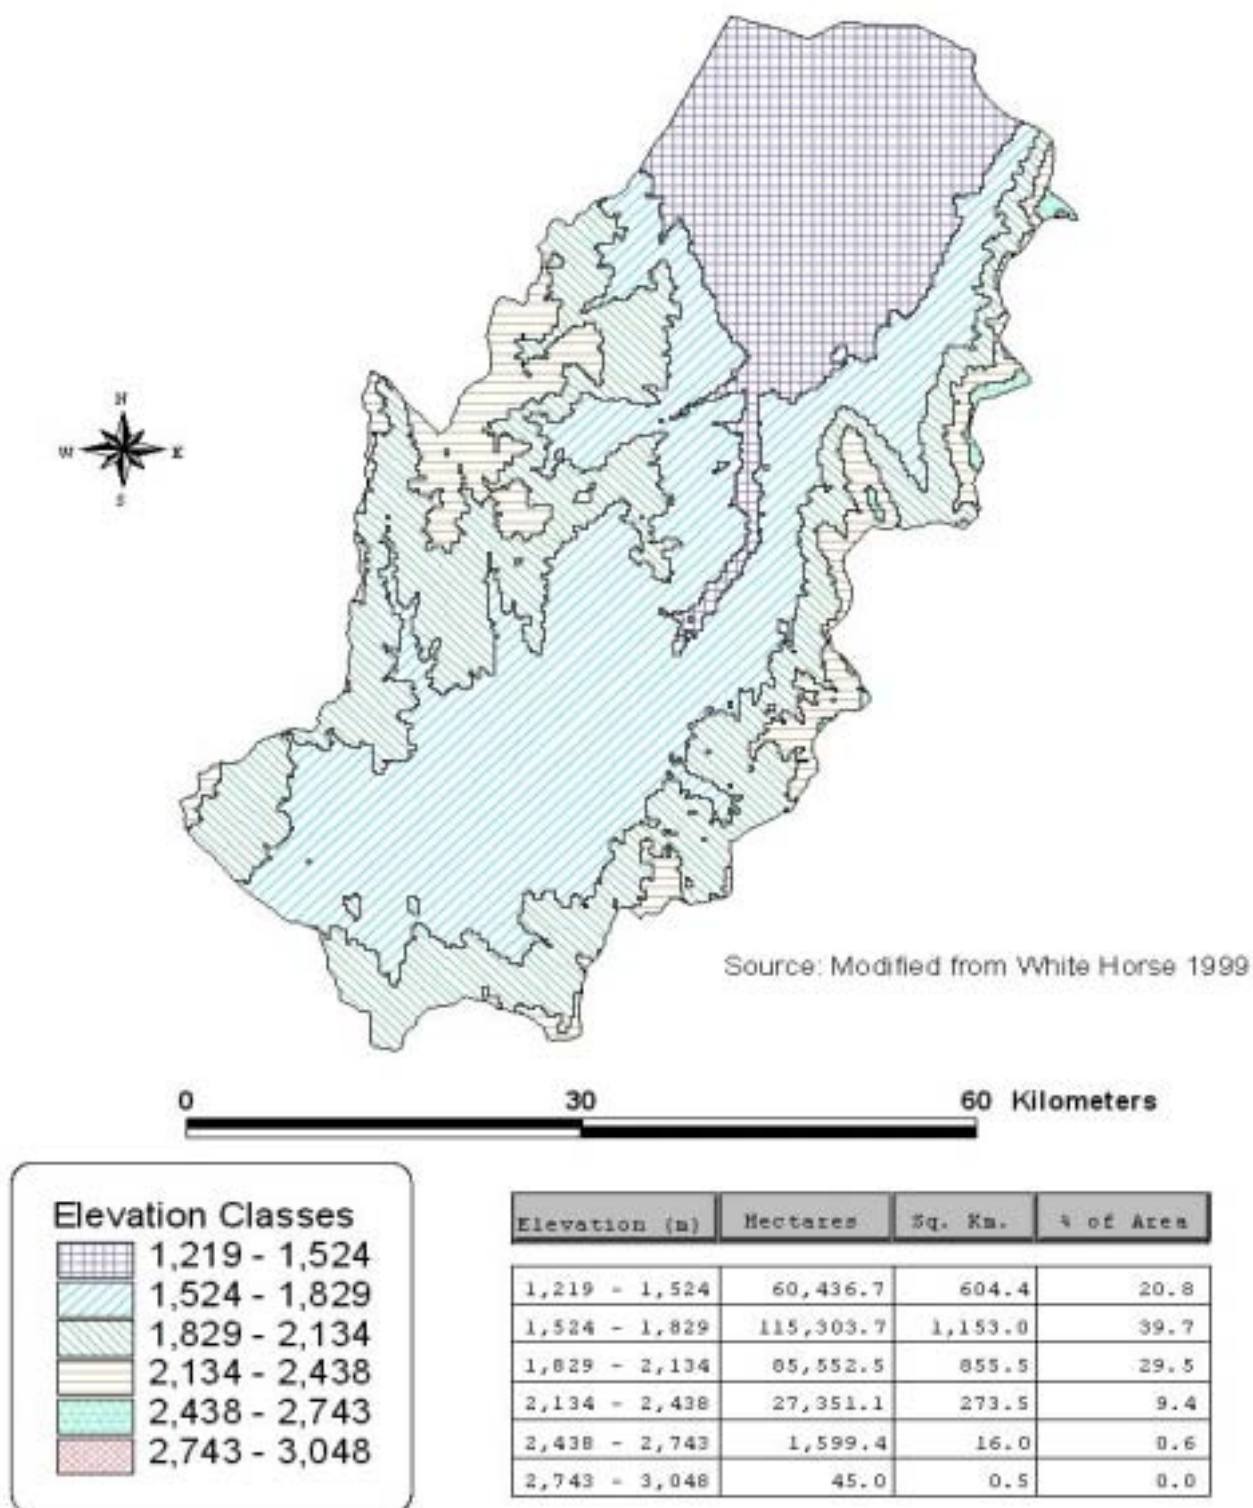 N
W E
S
Source: Modified from White Horse 1999
0 30 60 Kilometers
Elevation Classes
1,219 - 1,524
1,524 - 1,829
1,829 - 2,134
2,134 - 2,438
2,438 - 2,743
2,743 - 3,048
Elevation (m) Hectares Sq. Km. % of Area
1,219 - 1,524 60,436.7 604.4 20.8
1,524 - 1,829 115,303.7 1,153.0 39.7
1,829 - 2,134 85,552.5 855.5 29.5
2,134 - 2,438 27,351.1 273.5 9.4
2,438 - 2,743 1,599.4 16.0 0.6
2,743 - 3,048 45.0 0.5 0.0